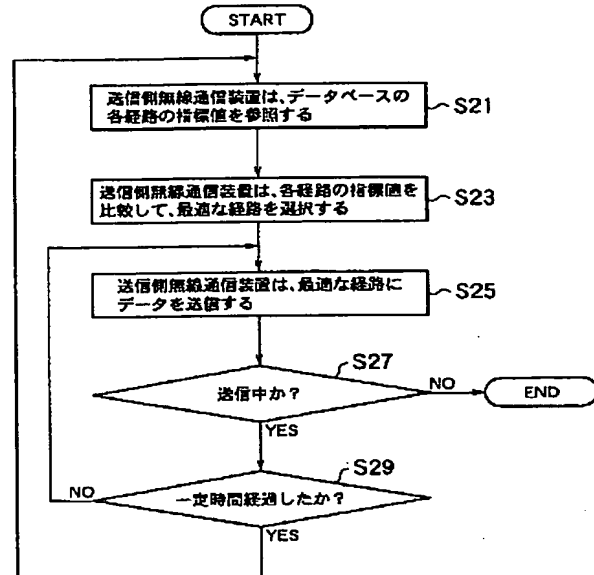 START
送信側無線通信装置は、データベースの
各経路の指標値を参照する
S21
送信側無線通信装置は、各経路の指標値を
比較して、最適な経路を選択する
S23
送信側無線通信装置は、最適な経路に
データを送信する
S25
S27
送信中か?
NO
END
YES
S29
NO
一定時間経過したか?
YES